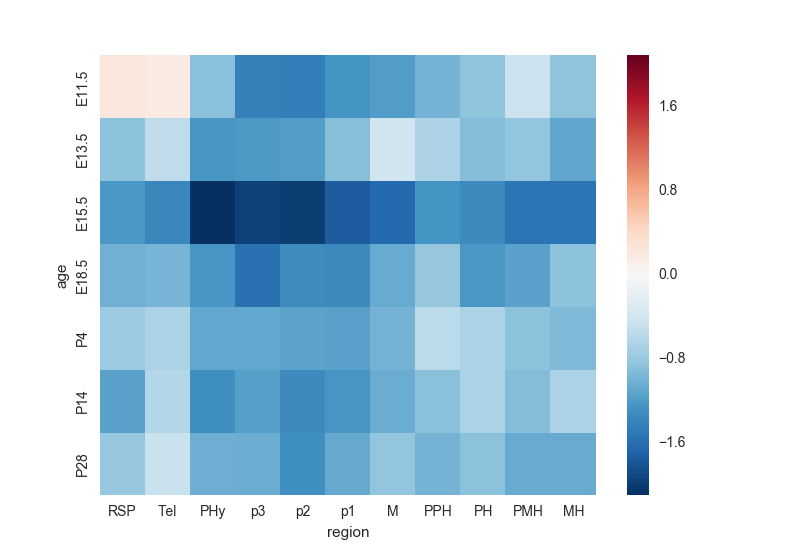 E11.5
E13.5
E15.5
E18.5
P4
P14
P28
age
RSP Tel PHy p3 p2 p1 M PPH PH PMH MH
region
1.6
0.8
0.0
−0.8
−1.6